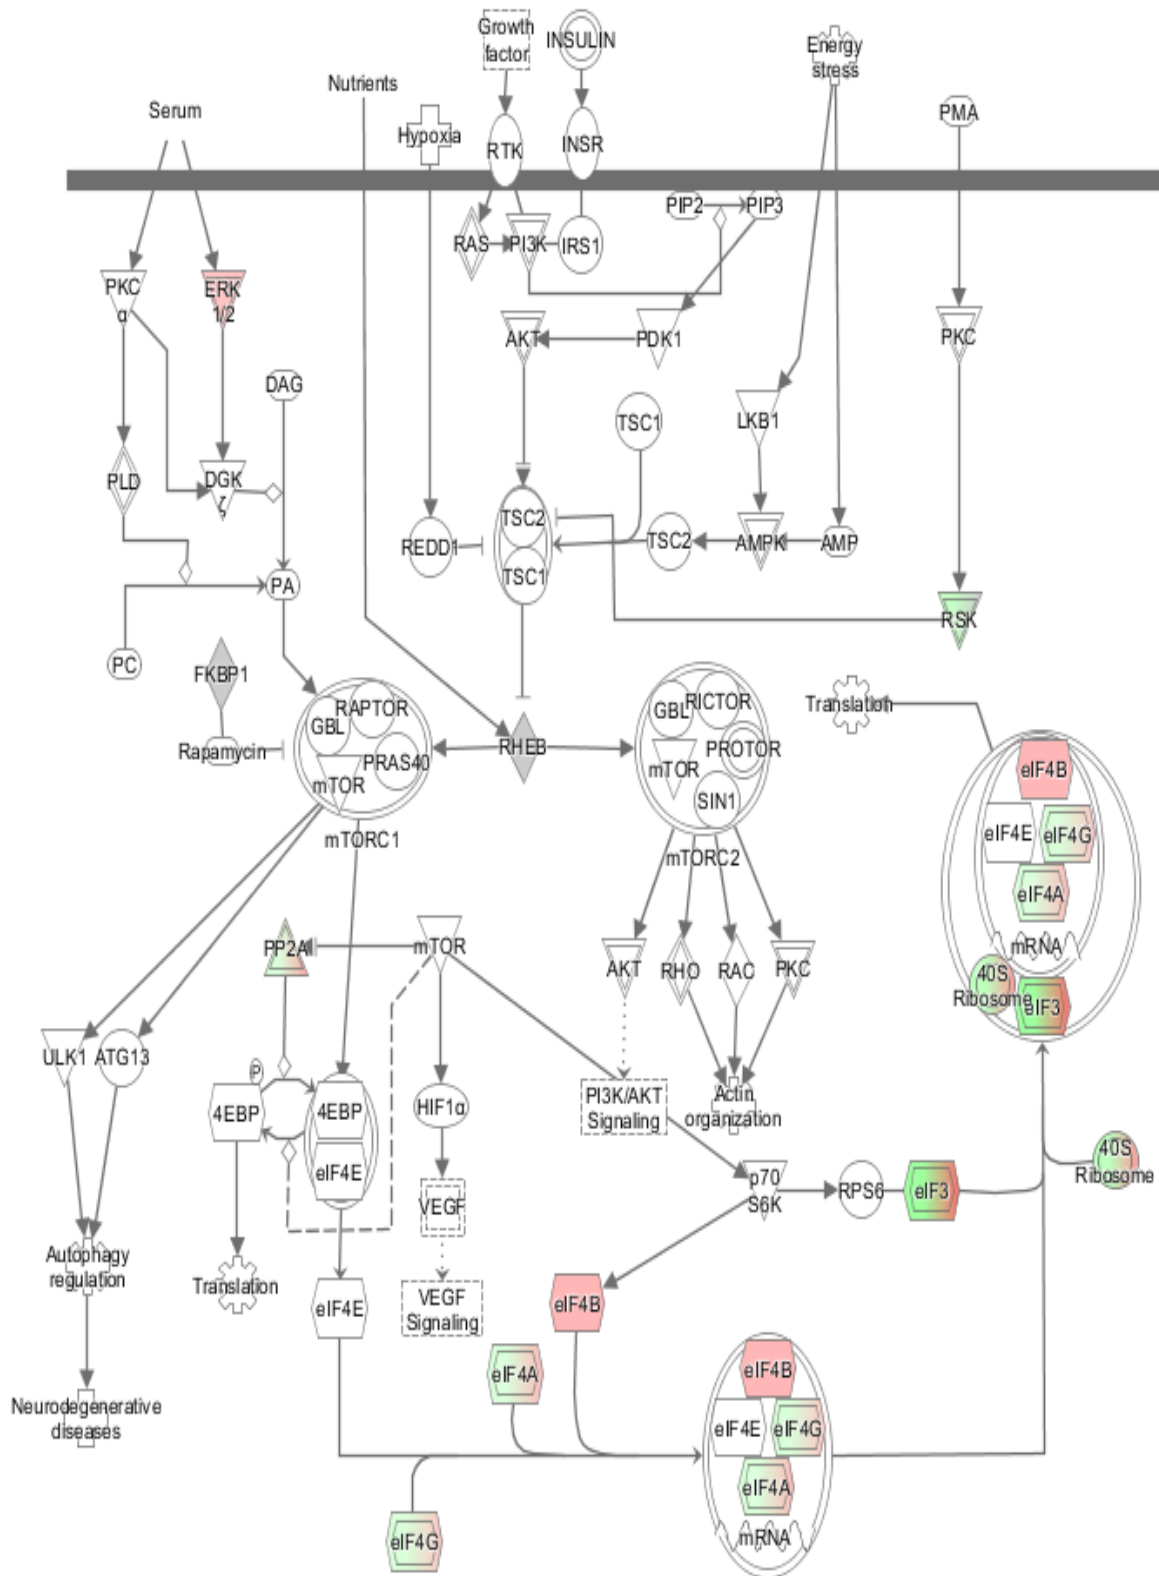 Growth
factor
INSULIN
Energy
stress
Nutrients
Serum
Hypoxia
PMA
RTK
INSR
PIP2
PIP3
RAS
PI3K
IRS1
PKC
α
ERK
1/2
AKT
PDK1
PKC
DAG
TSC1
LKB1
PLD
DGK
ζ
TSC2
REDD1
TSC2
AMPK
AMP
TSC1
PA
RSK
PC
FKBP1
RAPTOR
GBL
Rapamycin
PRAS40
mTOR
mTORC1
RHEB
GBL
RICTOR
PROTOR
mTOR
SIN1
mTORC2
Translation
eIF4B
eIF4E
eIF4G
eIF4A
mRNA
40S
Ribosome
eIF3
PP2A
mTOR
AKT
RHO
RAC
PKC
ULK1
ATG13
P
4EBP
4EBP
eIF4E
HIF1α
PI3K/AKT
Signaling
Actin
organization
40S
Ribosome
p70
S6K
RPS6
eIF3
VEGF
Autophagy
regulation
Translation
eIF4E
VEGF
Signaling
eIF4B
eIF4A
Neurodegenerative
diseases
eIF4B
eIF4E
eIF4G
eIF4A
mRNA
eIF4G